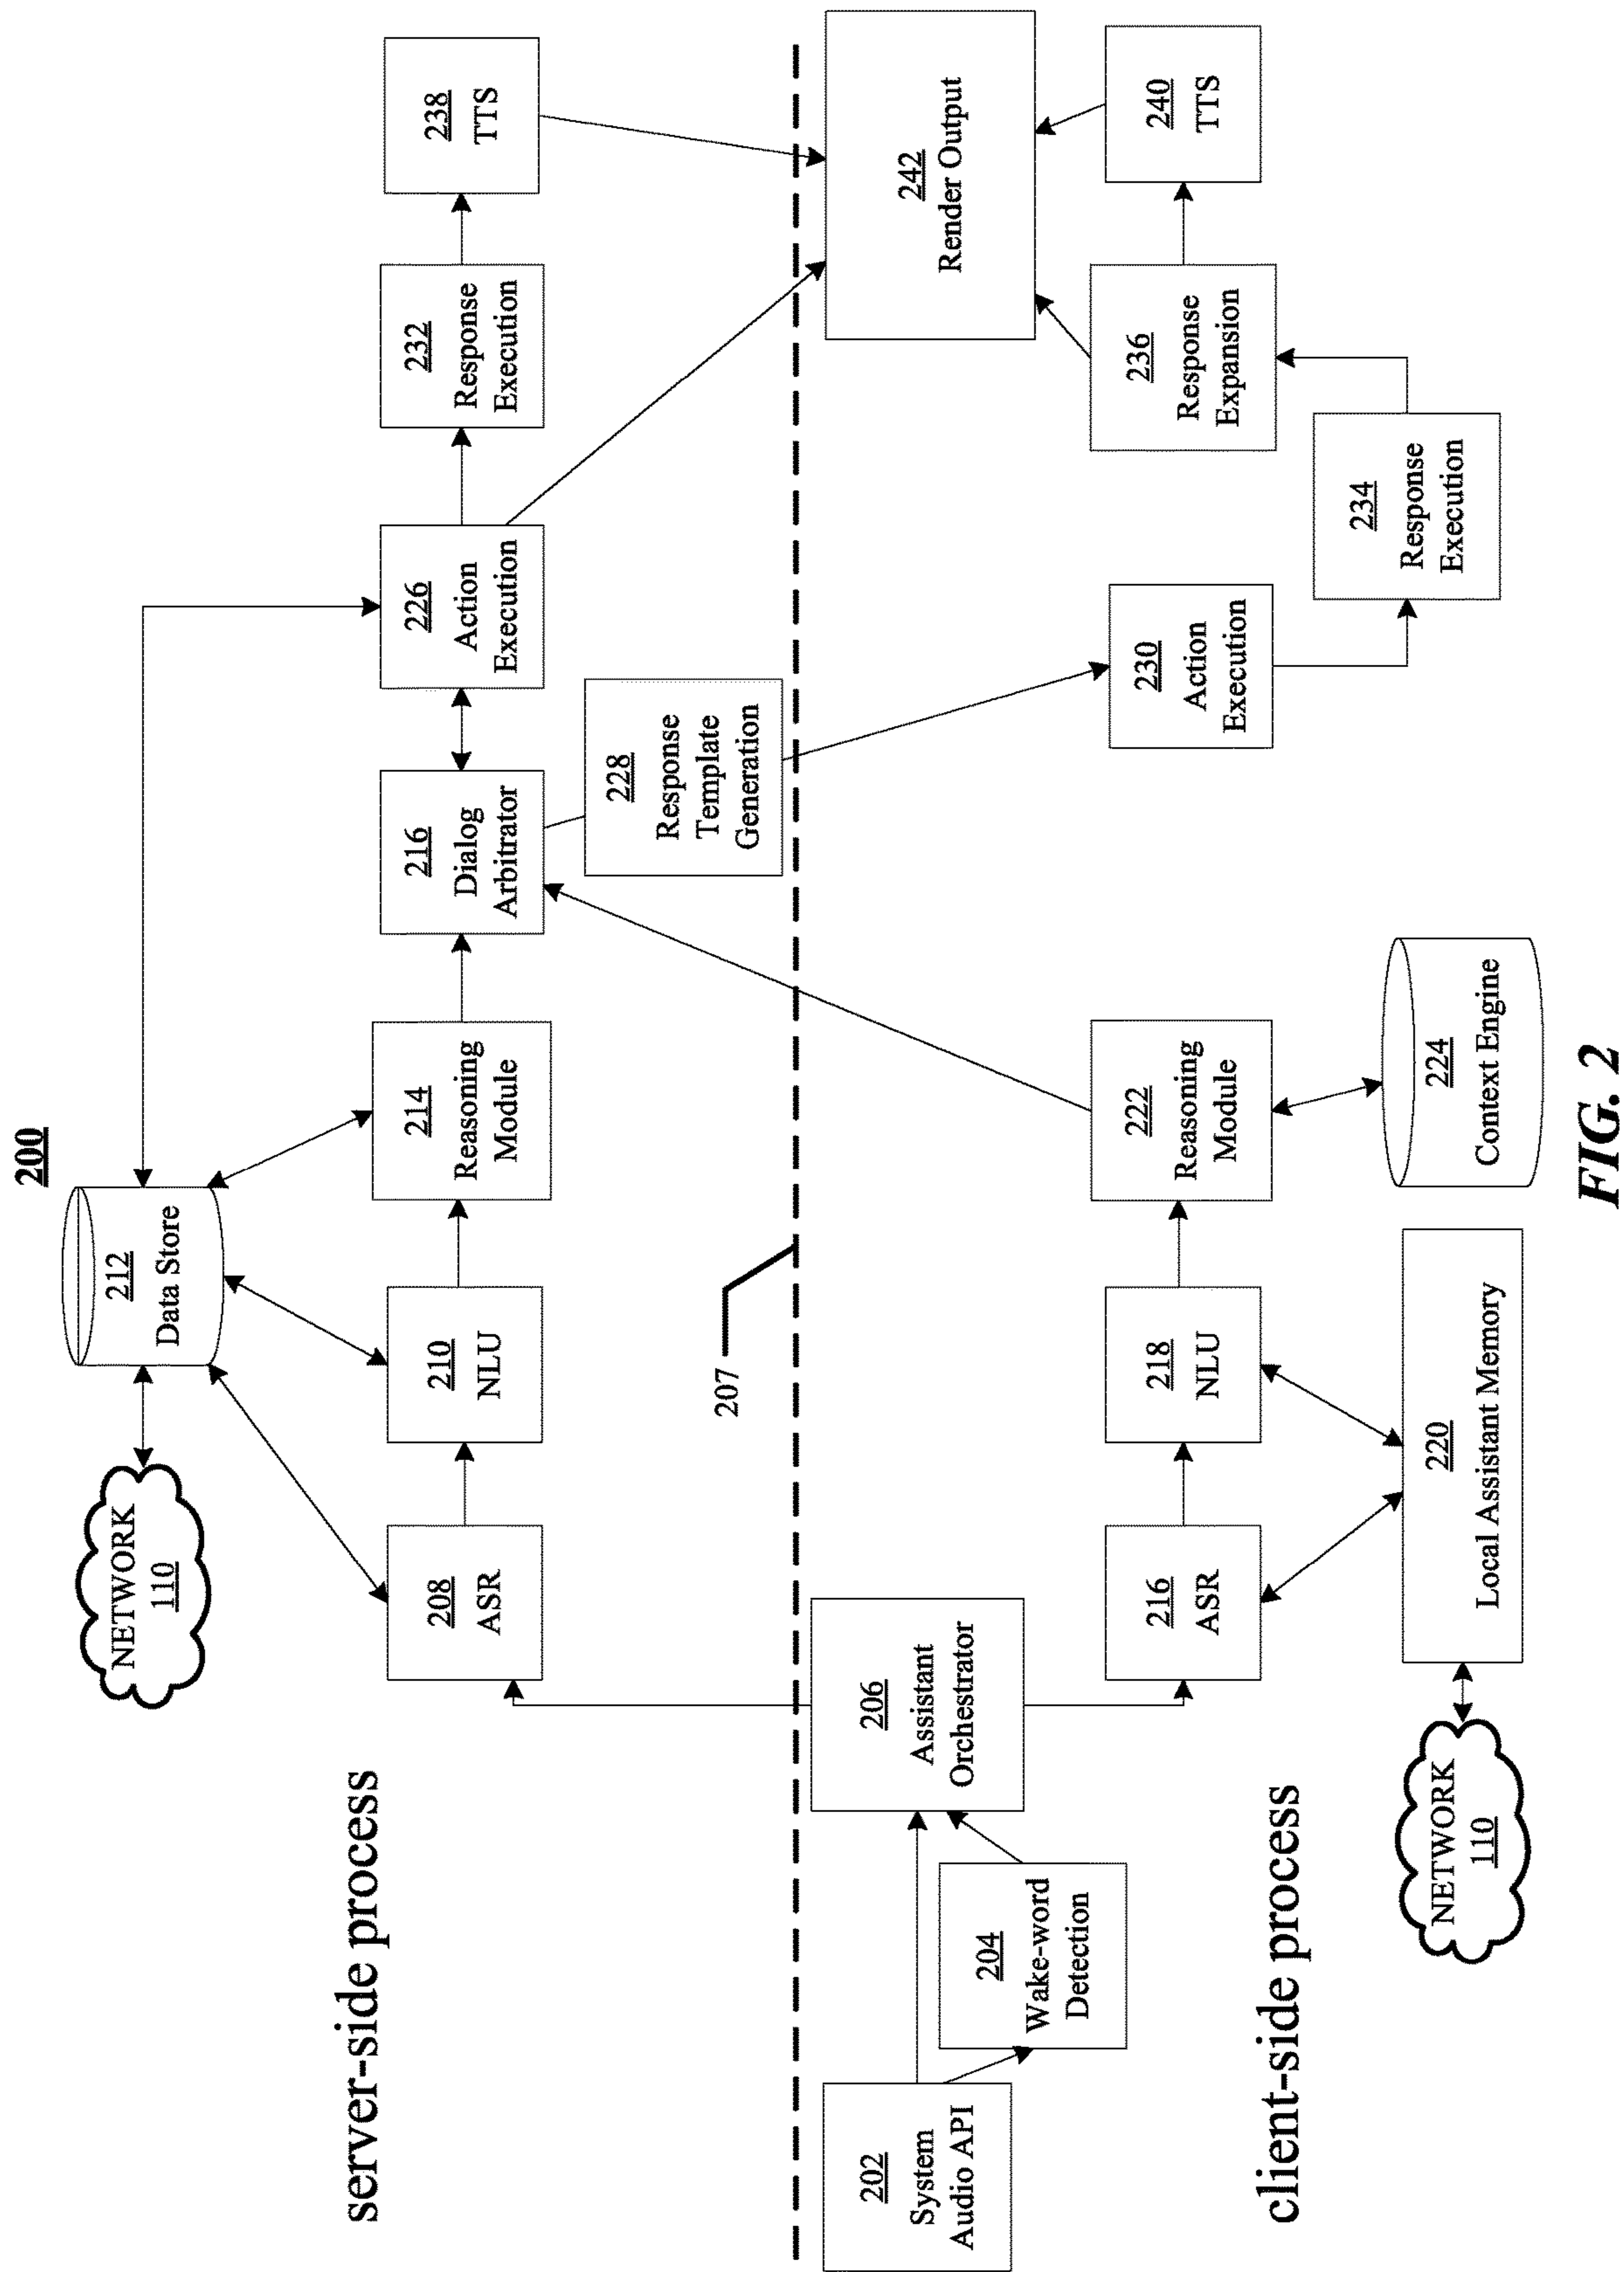 200
NETWORK
110
212
Data Store
server-side process
208
ASR
210
NLU
214
Reasoning
Module
216
Dialog
Arbitrator
226
Action
Execution
232
Response
Execution
238
TTS
228
Response
Template
Generation
207
202
System
Audio API
204
Wake-word
Detection
206
Assistant
Orchestrator
242
Render Output
client-side process
216
ASR
218
NLU
222
Reasoning
Module
230
Action
Execution
236
Response
Expansion
240
TTS
234
Response
Execution
NETWORK
110
220
Local Assistant Memory
224
Context Engine
FIG. 2